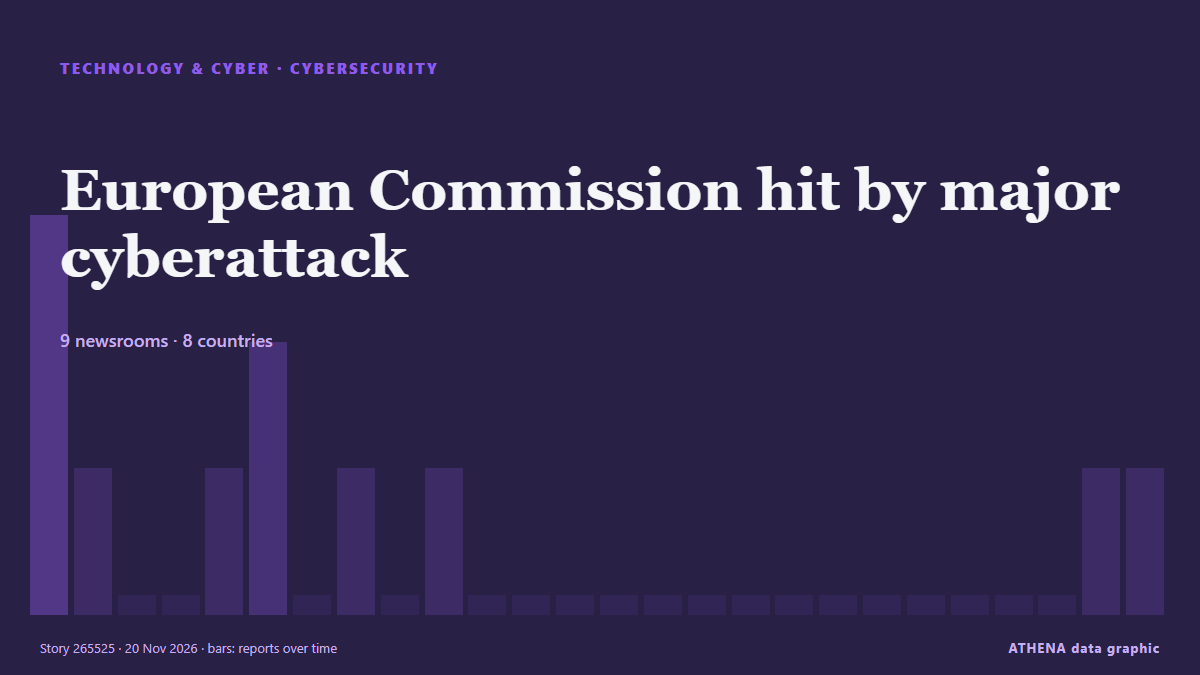 TECHNOLOGY & CYBER · CYBERSECURITY
European Commission hit by major
cyberattack
9 newsrooms · 8 countries
Story 265525 · 20 Nov 2026 · bars: reports over time
ATHENA data graphic